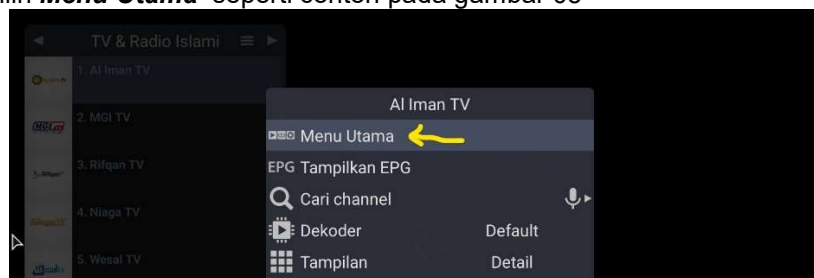 Menu Utama seperti contoh pada gambar
TV & Radio Islami
1. Al Iman TV
2. MGI TV
3. Rifqan TV
4. Niaga TV
5. Wesal TV
Al Iman TV
Menu Utama
EPG Tampilkan EPG
Cari channel
Dekoder Default
Tampilan Detail